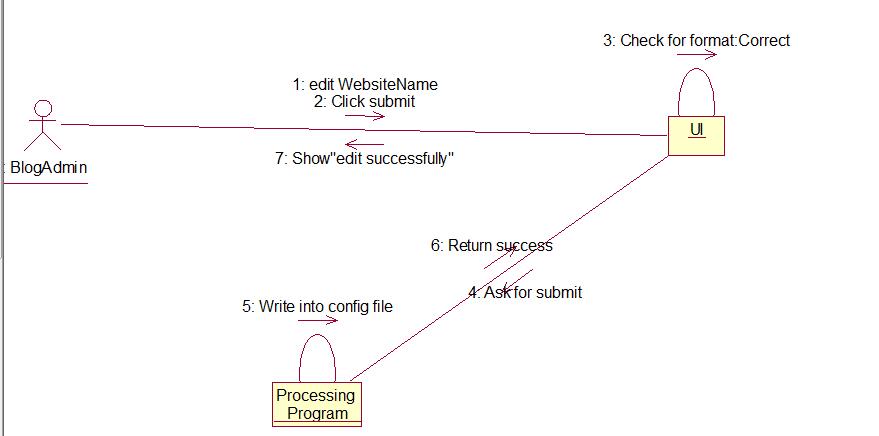 3: Check for format:Correct
1: edit WebsiteName
2: Click submit
UI
7: Show"edit successfully"
: BlogAdmin
6: Return success
4: Ask for submit
5: Write into config file
Processing
Program